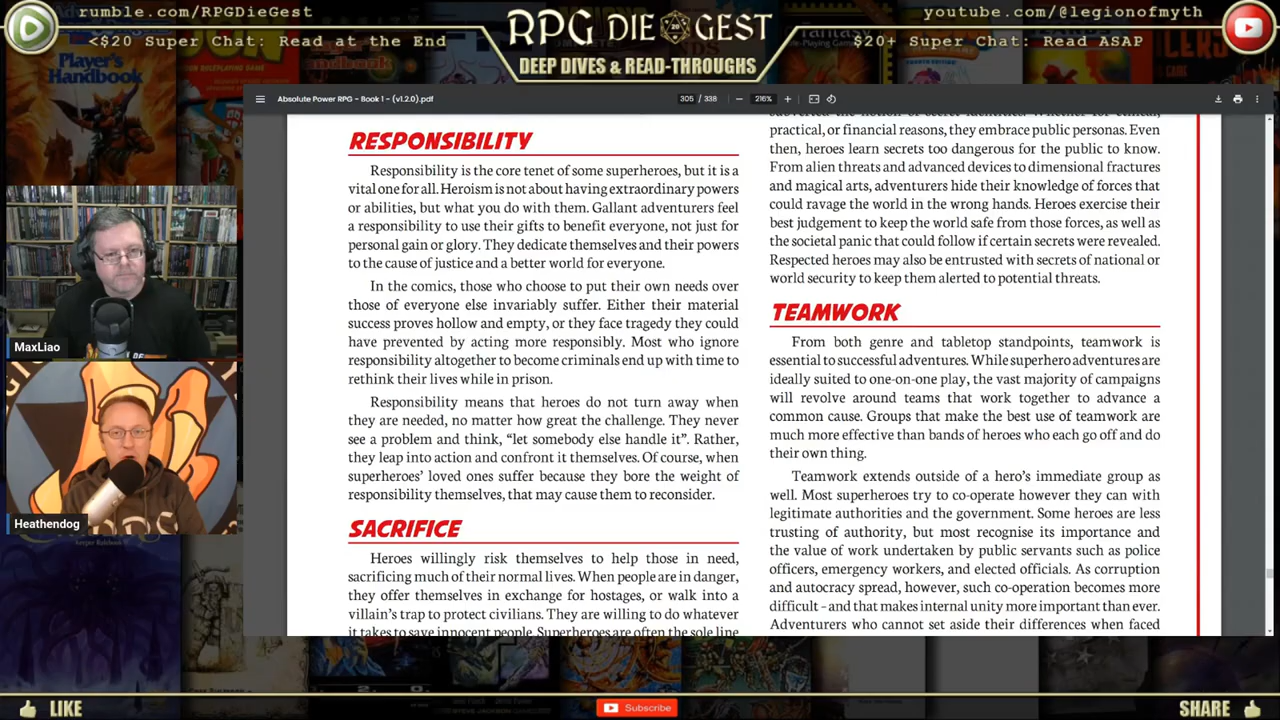 rumble.com/RPGDieGest
<$20 Super Chat: Read at the End
RPG DIE GEST
DEEP DIVES & READ-THROUGHS
youtube.com/@legionofmyth
$20+ Super Chat: Read ASAP
Player's
Handbook
Absolute Power RPG - Book 1 - (v1.2.0).pdf
305 / 338
216%
RESPONSIBILITY
Responsibility is the core tenet of some superheroes, but it is a
vital one for all. Heroism is not about having extraordinary powers
or abilities, but what you do with them. Gallant adventurers feel
a responsibility to use their gifts to benefit everyone, not just for
personal gain or glory. They dedicate themselves and their powers
to the cause of justice and a better world for everyone.
In the comics, those who choose to put their own needs over
those of everyone else invariably suffer. Either their material
success proves hollow and empty, or they face tragedy they could
have prevented by acting more responsibly. Most who ignore
responsibility altogether to become criminals end up with time to
rethink their lives while in prison.
Responsibility means that heroes do not turn away when
they are needed, no matter how great the challenge. They never
see a problem and think, “let somebody else handle it”. Rather,
they leap into action and confront it themselves. Of course, when
superheroes’ loved ones suffer because they bore the weight of
responsibility themselves, that may cause them to reconsider.
SACRIFICE
Heroes willingly risk themselves to help those in need,
sacrificing much of their normal lives. When people are in danger,
they offer themselves in exchange for hostages, or walk into a
villain’s trap to protect civilians. They are willing to do whatever
it takes to save innocent people. Superheroes are often the sole line
subverted the notion of secret identities. Whether for ethical,
practical, or financial reasons, they embrace public personas. Even
then, heroes learn secrets too dangerous for the public to know.
From alien threats and advanced devices to dimensional fractures
and magical arts, adventurers hide their knowledge of forces that
could ravage the world in the wrong hands. Heroes exercise their
best judgement to keep the world safe from those forces, as well as
the societal panic that could follow if certain secrets were revealed.
Respected heroes may also be entrusted with secrets of national or
world security to keep them alerted to potential threats.
TEAMWORK
From both genre and tabletop standpoints, teamwork is
essential to successful adventures. While superhero adventures are
ideally suited to one-on-one play, the vast majority of campaigns
will revolve around teams that work together to advance a
common cause. Groups that make the best use of teamwork are
much more effective than bands of heroes who each go off and do
their own thing.
Teamwork extends outside of a hero’s immediate group as
well. Most superheroes try to co-operate however they can with
legitimate authorities and the government. Some heroes are less
trusting of authority, but most recognise its importance and
the value of work undertaken by public servants such as police
officers, emergency workers, and elected officials. As corruption
and autocracy spread, however, such co-operation becomes more
difficult – and that makes internal unity more important than ever.
Adventurers who cannot set aside their differences when faced
MaxLiao
Heathendog
LIKE
Subscribe
SHARE